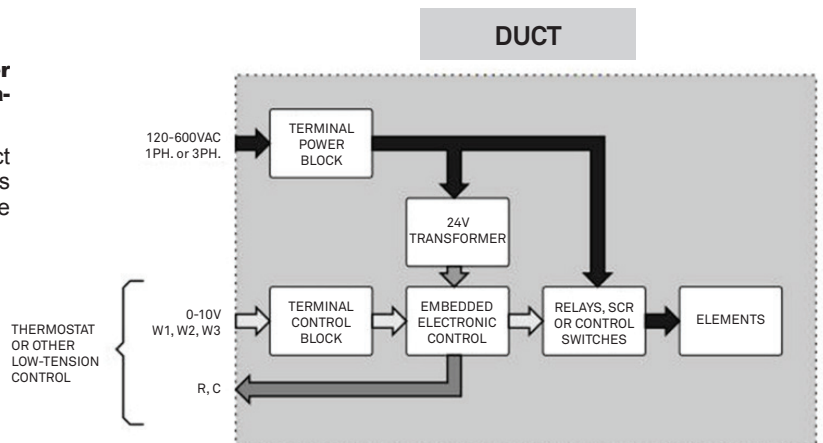 DUCT
r
a-
ct
s
e
120-600VAC
1PH. or 3PH.
TERMINAL
POWER
BLOCK
24V
TRANSFORMER
THERMOSTAT
OR OTHER
LOW-TENSION
CONTROL
0-10V
W1, W2, W3
TERMINAL
CONTROL
BLOCK
EMBEDDED
ELECTRONIC
CONTROL
RELAYS, SCR
OR CONTROL
SWITCHES
ELEMENTS
R, C